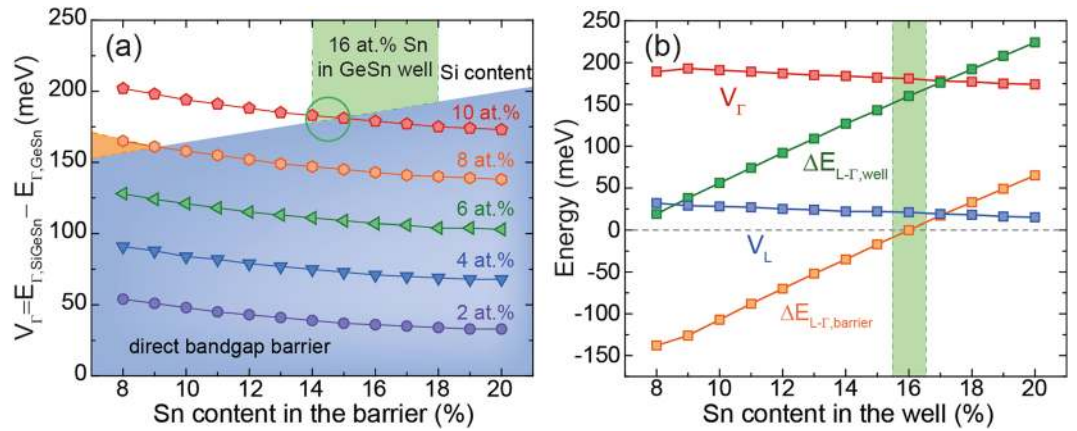 (a)
16 at.% Sn
in GeSn well
Si content
10 at.%
8 at.%
6 at.%
4 at.%
2 at.%
direct bandgap barrier
V_Γ=E_Γ,SiGeSn – E_Γ,GeSn (meV)
250
200
150
100
50
0
8 10 12 14 16 18 20
Sn content in the barrier (%)
(b)
V_Γ
ΔE_L-Γ,well
V_L
ΔE_L-Γ,barrier
Energy (meV)
250
200
150
100
50
0
-50
-100
-150
8 10 12 14 16 18 20
Sn content in the well (%)